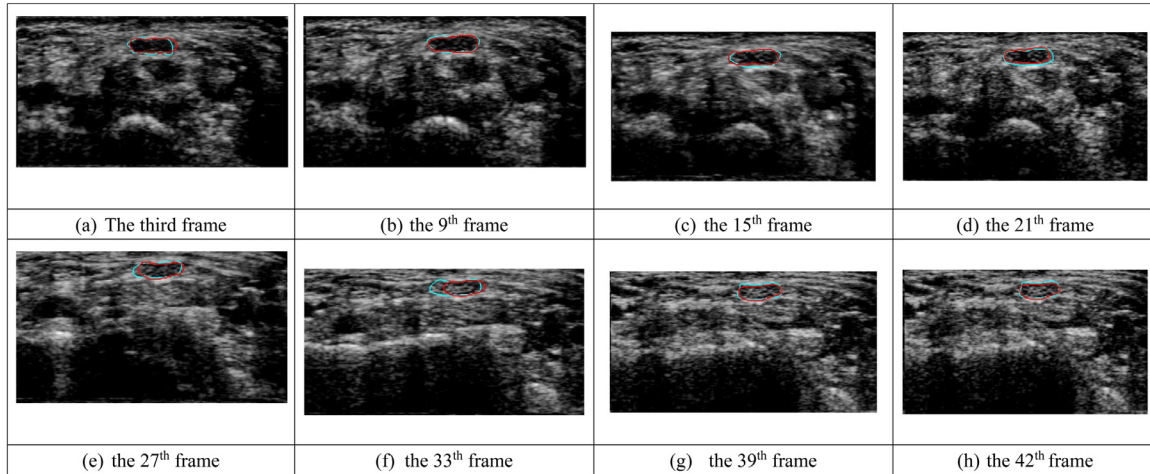 (a) The third frame
(b) the 9th frame
(c) the 15th frame
(d) the 21th frame
(e) the 27th frame
(f) the 33th frame
(g) the 39th frame
(h) the 42th frame